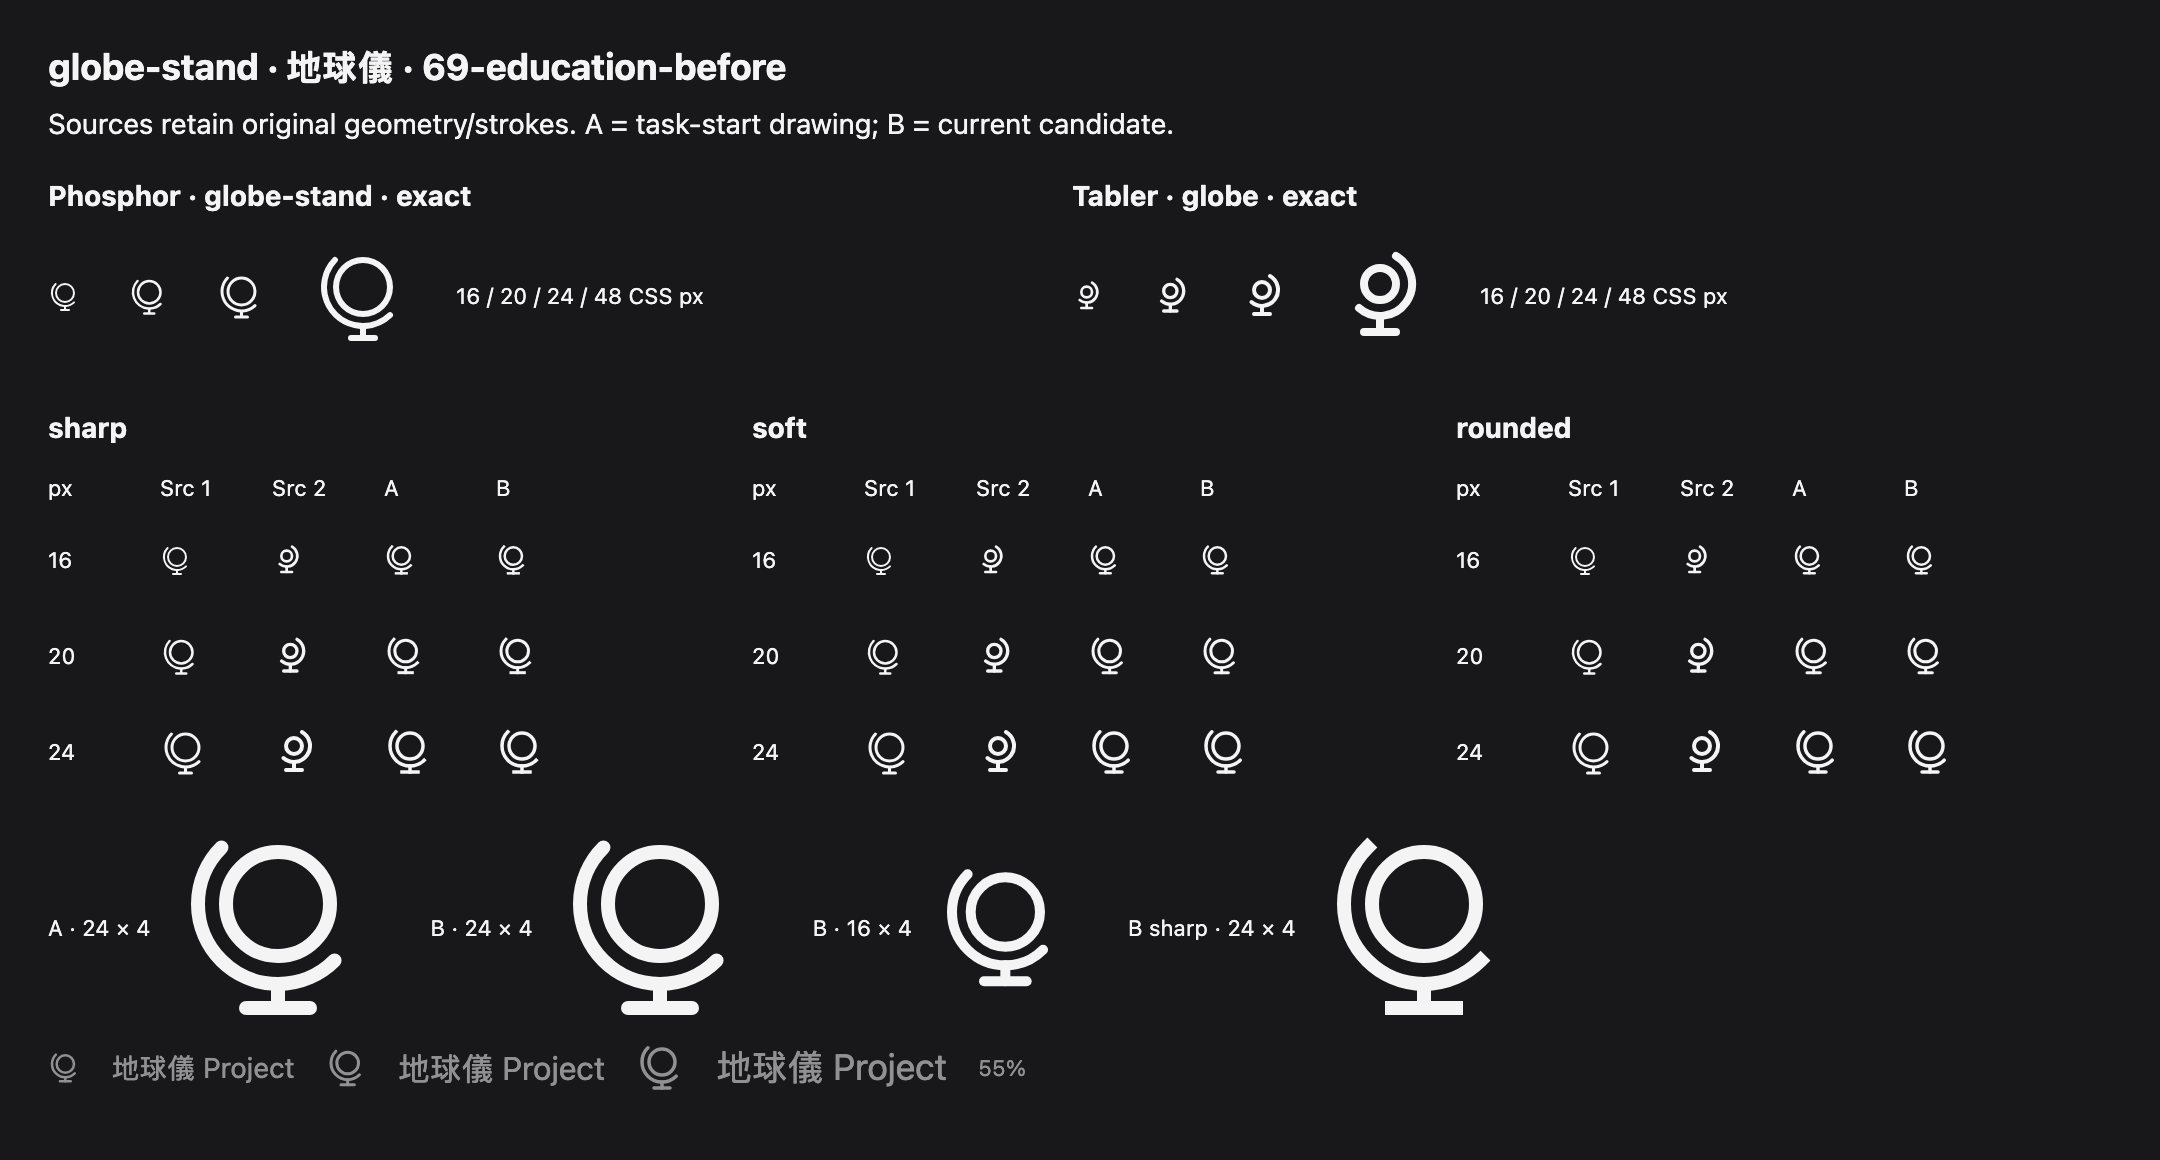 globe-stand · 地球儀 · 69-education-before
Sources retain original geometry/strokes. A = task-start drawing; B = current candidate.
Phosphor · globe-stand · exact
16 / 20 / 24 / 48 CSS px
Tabler · globe · exact
16 / 20 / 24 / 48 CSS px
sharp
px Src 1 Src 2 A B
16
20
24
soft
px Src 1 Src 2 A B
16
20
24
rounded
px Src 1 Src 2 A B
16
20
24
A · 24 × 4
B · 24 × 4
B · 16 × 4
B sharp · 24 × 4
地球儀 Project 地球儀 Project 地球儀 Project 55%